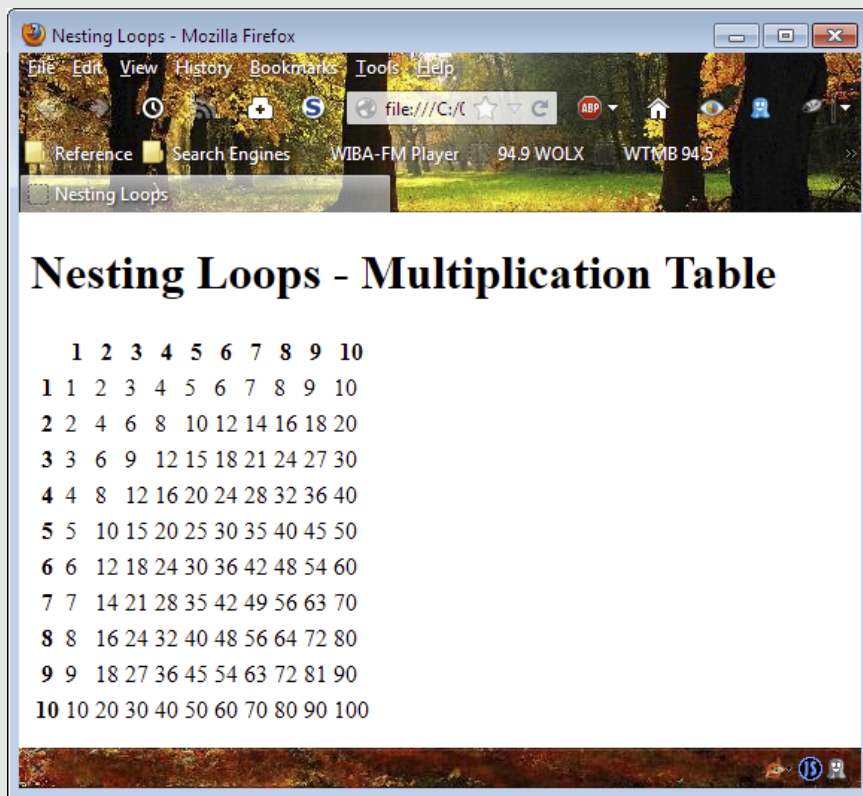 Nesting Loops - Mozilla Firefox
File Edit View History Bookmarks Tools Help
S file:///C:/ ABP
Reference Search Engines WIBA-FM Player 94.9 WOLX WTMB 94.5
Nesting Loops
Nesting Loops - Multiplication Table
1 2 3 4 5 6 7 8 9 10
1 1 2 3 4 5 6 7 8 9 10
2 2 4 6 8 10 12 14 16 18 20
3 3 6 9 12 15 18 21 24 27 30
4 4 8 12 16 20 24 28 32 36 40
5 5 10 15 20 25 30 35 40 45 50
6 6 12 18 24 30 36 42 48 54 60
7 7 14 21 28 35 42 49 56 63 70
8 8 16 24 32 40 48 56 64 72 80
9 9 18 27 36 45 54 63 72 81 90
10 10 20 30 40 50 60 70 80 90 100
JS